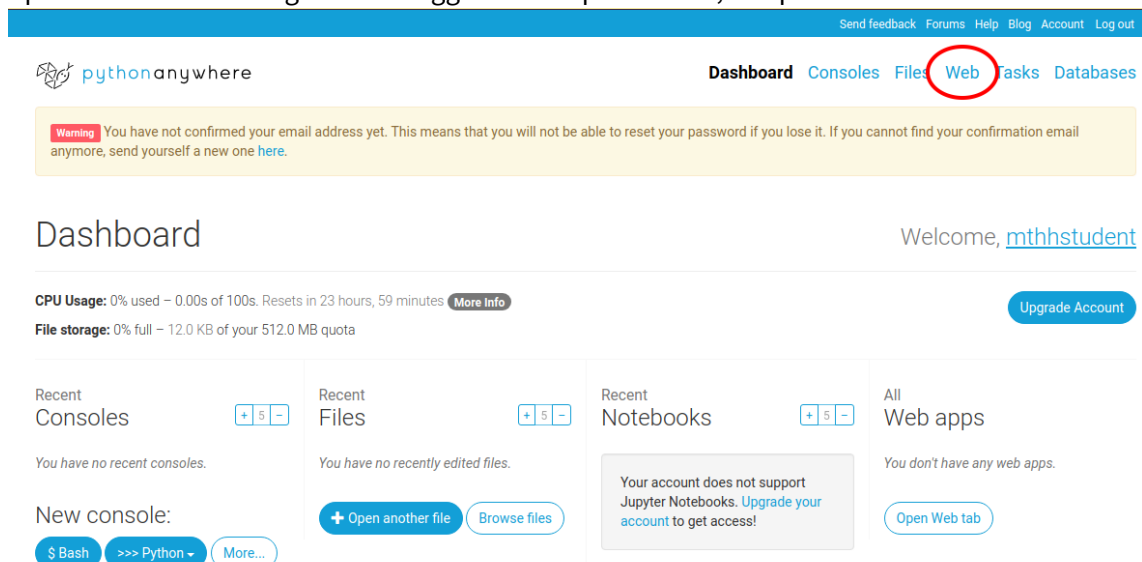 Send feedback Forums Help Blog Account Log out
pythonanywhere
Dashboard Consoles Files Web Tasks Databases
Warning You have not confirmed your email address yet. This means that you will not be able to reset your password if you lose it. If you cannot find your confirmation email
anymore, send yourself a new one here.
Dashboard
Welcome, mthhstudent
CPU Usage: 0% used – 0.00s of 100s. Resets in 23 hours, 59 minutes More Info
Upgrade Account
File storage: 0% full – 12.0 KB of your 512.0 MB quota
Recent
Consoles
+ 5 -
You have no recent consoles.
New console:
$ Bash >>> Python More...
Recent
Files
+ 5 -
You have no recently edited files.
+ Open another file Browse files
Recent
Notebooks
+ 5 -
Your account does not support
Jupyter Notebooks. Upgrade your
account to get access!
All
Web apps
You don't have any web apps.
Open Web tab